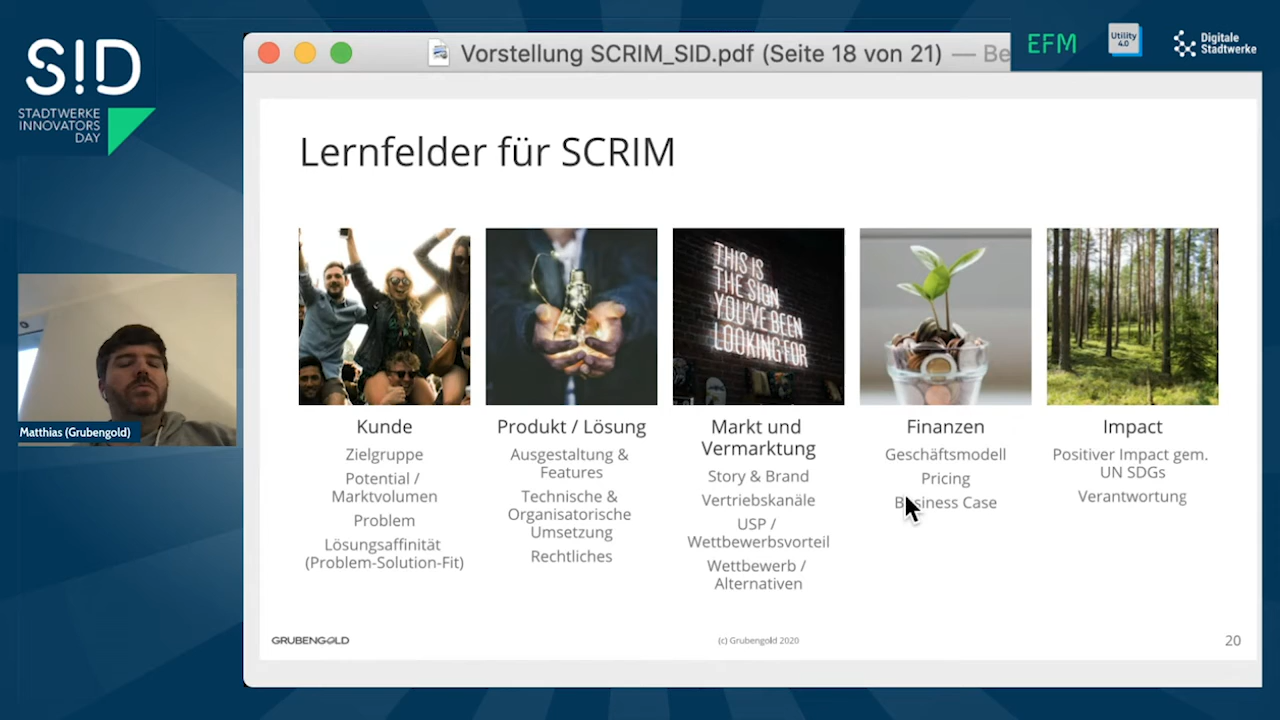 S!D
STADTWERKE
INNOVATORS
DAY
Vorstellung SCRIM_SID.pdf (Seite 18 von 21) — Be
EFM
Utility
4.0
Digitale
Stadtwerke
Lernfelder für SCRIM
THIS IS
THE SIGN
YOU'VE BEEN
LOOKING FOR
Kunde
Zielgruppe
Potential /
Marktvolumen
Problem
Lösungsaffinität
(Problem-Solution-Fit)
Produkt / Lösung
Ausgestaltung &
Features
Technische &
Organisatorische
Umsetzung
Rechtliches
Markt und
Vermarktung
Story & Brand
Vertriebskanäle
USP /
Wettbewerbsvorteil
Wettbewerb /
Alternativen
Finanzen
Geschäftsmodell
Pricing
Business Case
Impact
Positiver Impact gem.
UN SDGs
Verantwortung
Matthias (Grubengold)
GRUBENGOLD
(c) Grubengold 2020
20